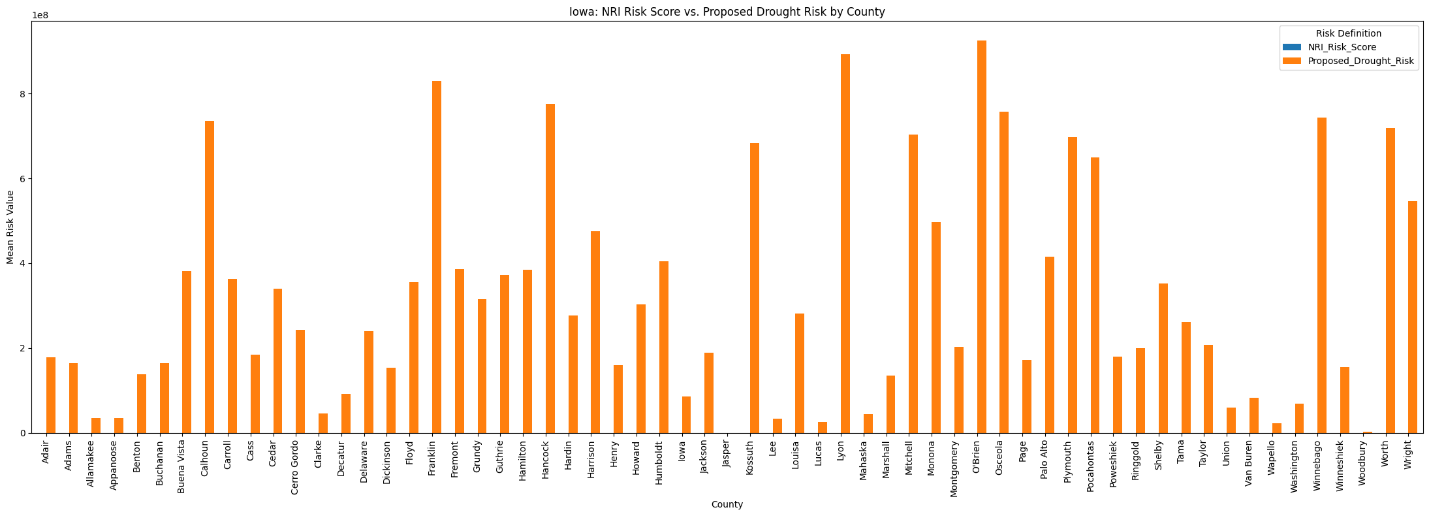 Iowa: NRI Risk Score vs. Proposed Drought Risk by County
1e8
Risk Definition
NRI_Risk_Score
Proposed_Drought_Risk
8
6
4
2
0
Mean Risk Value
Adair
Adams
Allamakee
Appanoose
Benton
Buchanan
Buena Vista
Calhoun
Carroll
Cass
Cedar
Cerro Gordo
Clarke
Decatur
Delaware
Dickinson
Floyd
Franklin
Fremont
Grundy
Guthrie
Hamilton
Hancock
Hardin
Harrison
Henry
Howard
Humboldt
Iowa
Jackson
Jasper
Kossuth
Lee
Louisa
Lucas
Lyon
Mahaska
Marshall
Mitchell
Monona
Montgomery
O'Brien
Osceola
Page
Palo Alto
Plymouth
Pocahontas
Poweshiek
Ringgold
Shelby
Tama
Taylor
Union
Van Buren
Wapello
Washington
Winnebago
Winneshiek
Woodbury
Worth
Wright
County